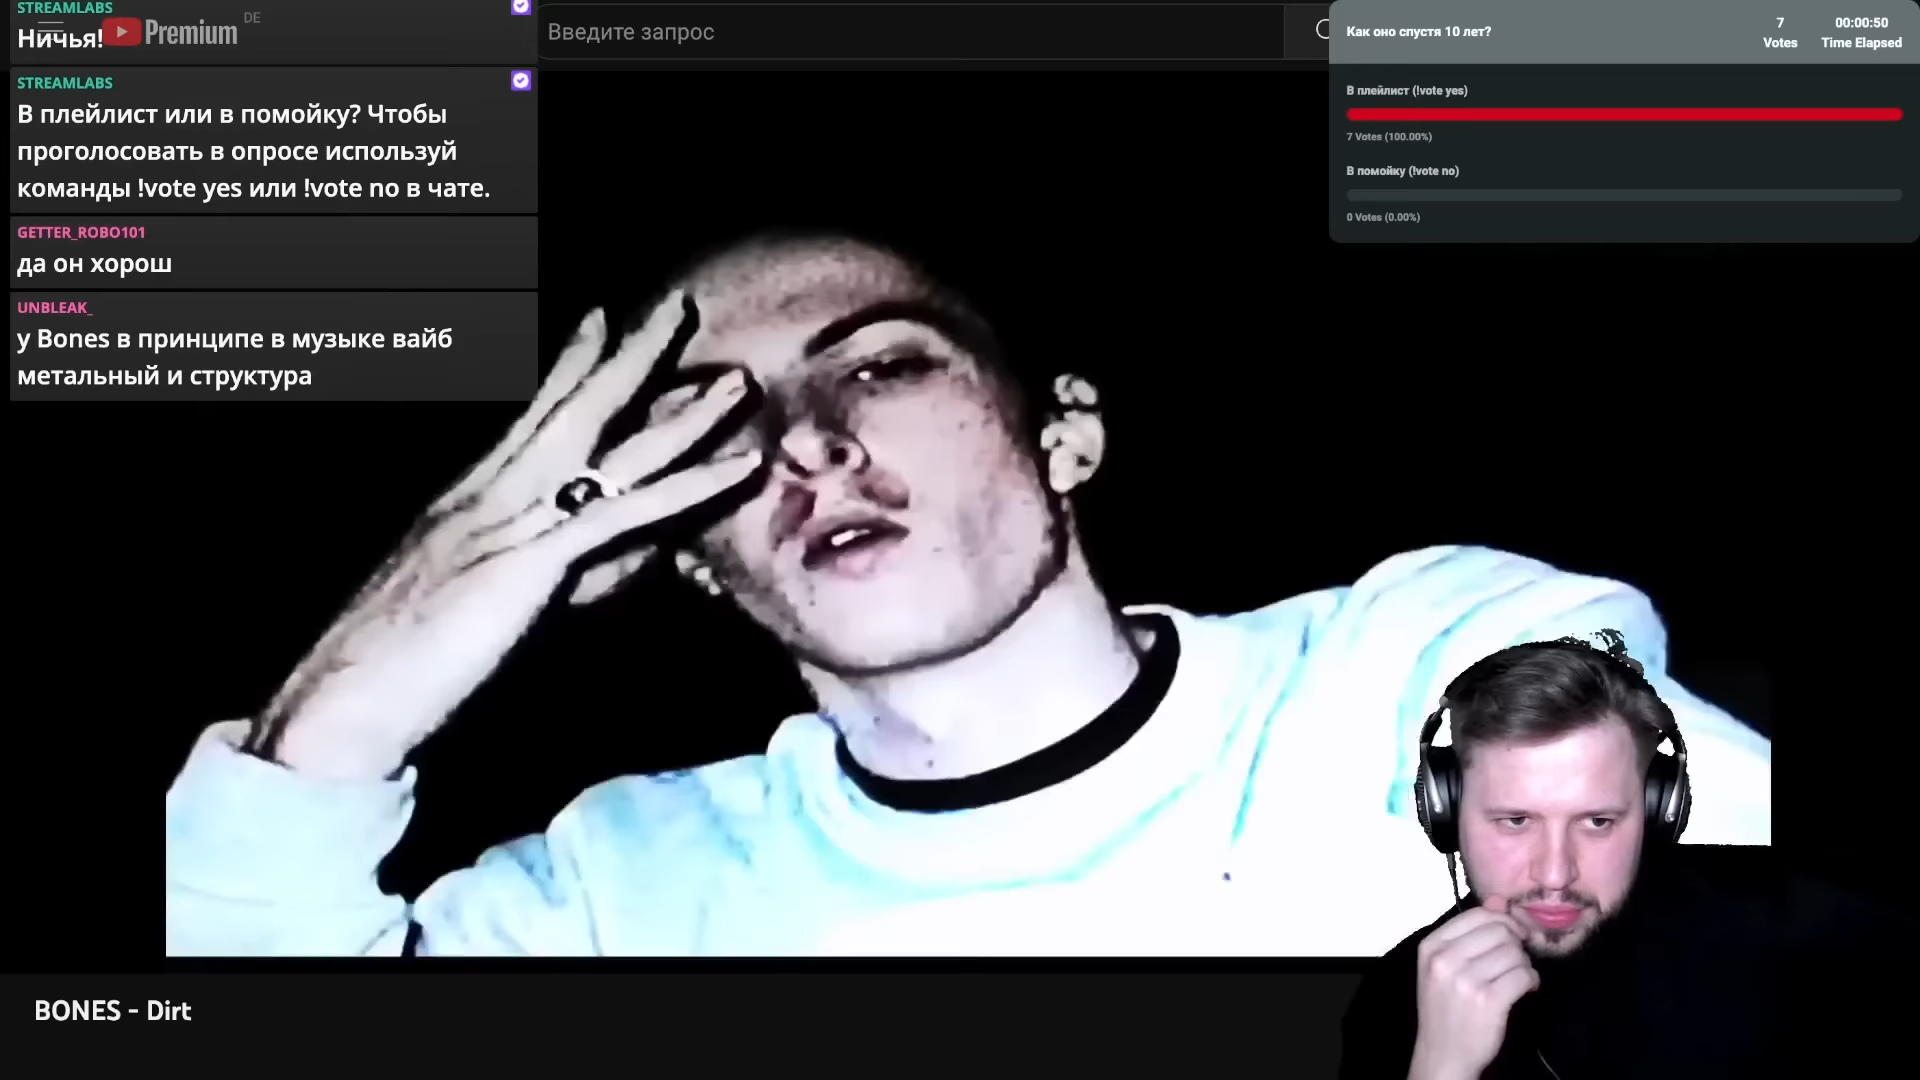 STREAMLABS
Ничья!
Premium
DE
STREAMLABS
В плейлист или в помойку? Чтобы
проголосовать в опросе используй
команды !vote yes или !vote no в чате.
GETTER_ROBO101
да он хорош
UNBLEAK_
у Bones в принципе в музыке вайб
метальный и структура
Введите запрос
Как оно спустя 10 лет?
7
Votes
00:00:50
Time Elapsed
В плейлист (!vote yes)
7 Votes (100.00%)
В помойку (!vote no)
0 Votes (0.00%)
BONES - Dirt